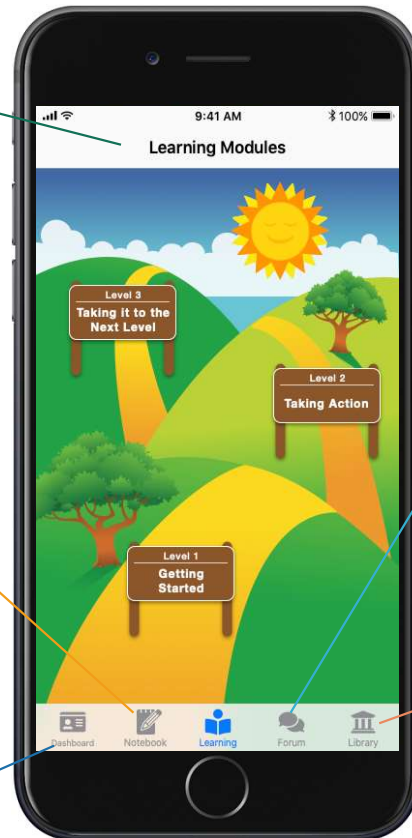 9:41 AM
100%
Learning Modules
Level 3
Taking it to the
Next Level
Level 2
Taking Action
Level 1
Getting
Started
Dashboard
Notebook
Learning
Forum
Library